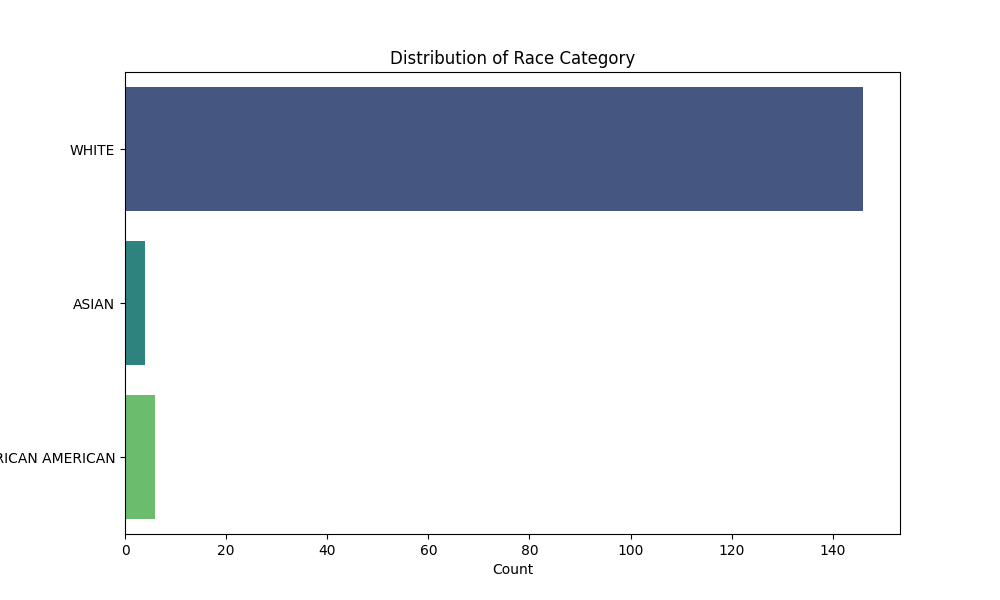 Distribution of Race Category
WHITE
ASIAN
RICAN AMERICAN
0 20 40 60 80 100 120 140
Count